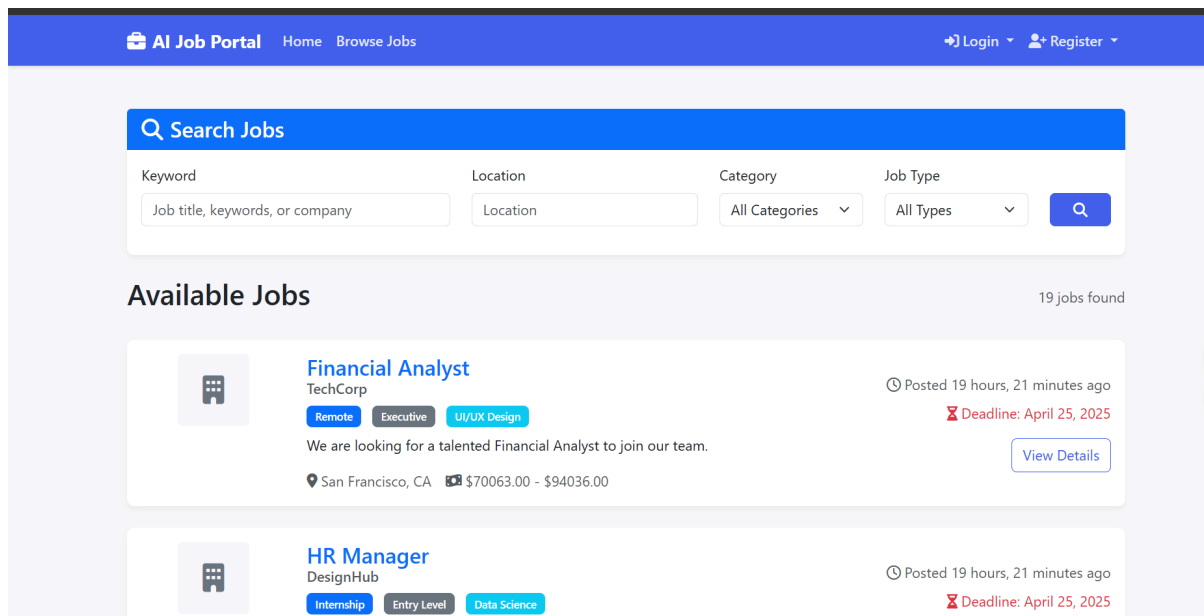 AI Job Portal Home Browse Jobs Login Register
Search Jobs
Keyword Location Category Job Type
Job title, keywords, or company Location All Categories All Types
Available Jobs 19 jobs found
Financial Analyst
TechCorp
Posted 19 hours, 21 minutes ago
Remote Executive UI/UX Design
Deadline: April 25, 2025
We are looking for a talented Financial Analyst to join our team.
View Details
San Francisco, CA $70063.00 - $94036.00
HR Manager
DesignHub
Posted 19 hours, 21 minutes ago
Internship Entry Level Data Science
Deadline: April 25, 2025